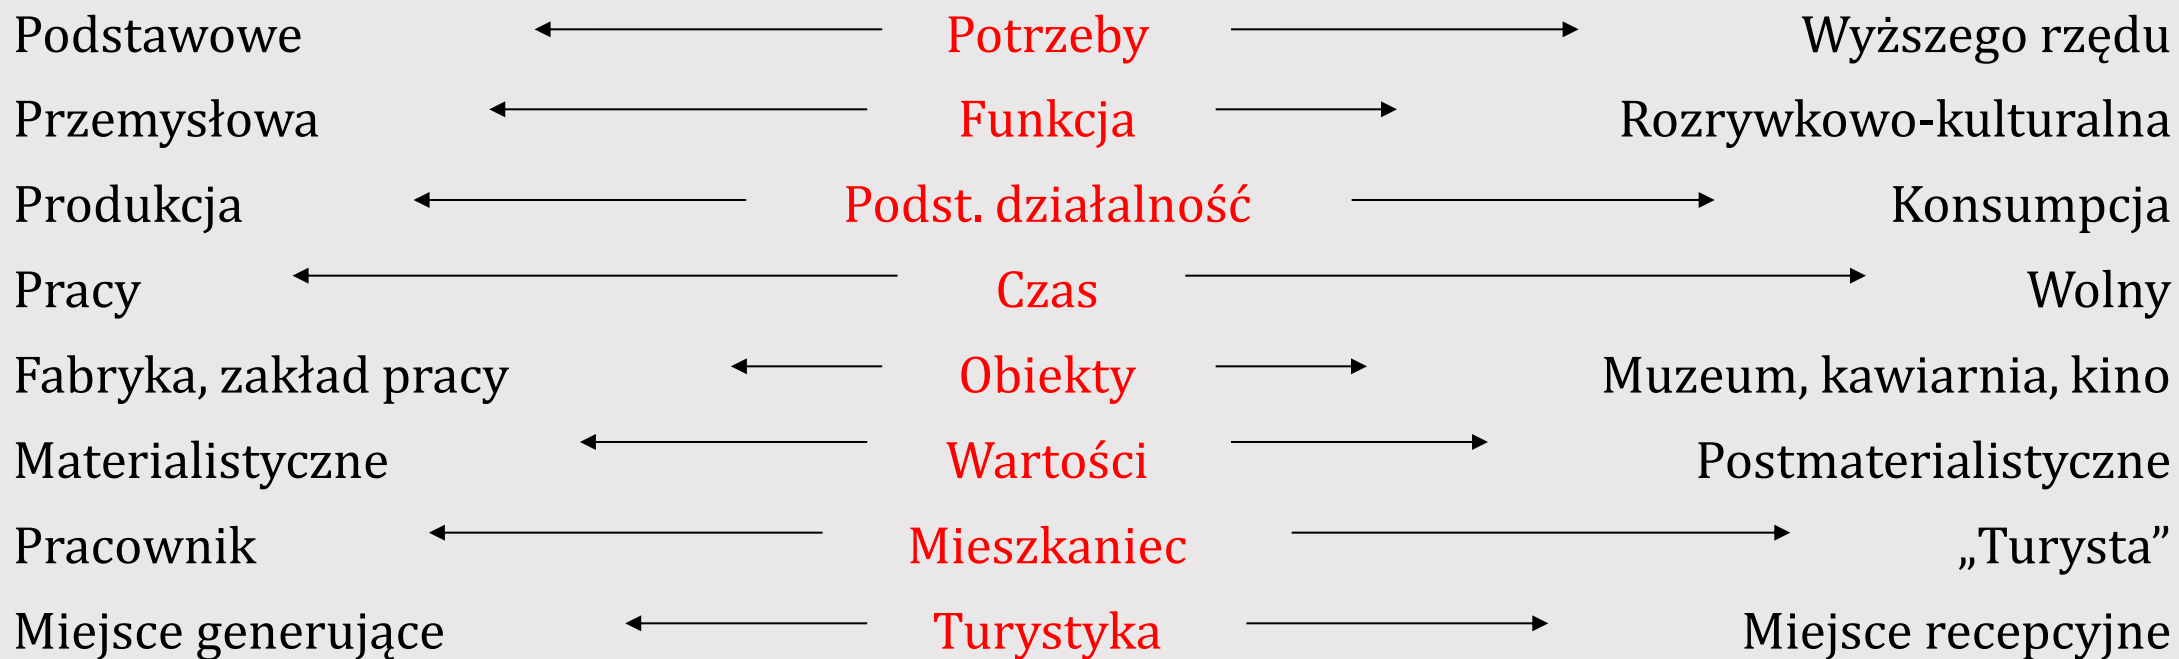 Podstawowe Potrzeby Wyższego rzędu
Przemysłowa Funkcja Rozrywkowo-kulturalna
Produkcja Podst. działalność Konsumpcja
Pracy Czas Wolny
Fabryka, zakład pracy Obiekty Muzeum, kawiarnia, kino
Materialistyczne Wartości Postmaterialistyczne
Pracownik Mieszkaniec „Turysta”
Miejsce generujące Turystyka Miejsce recepcyjne